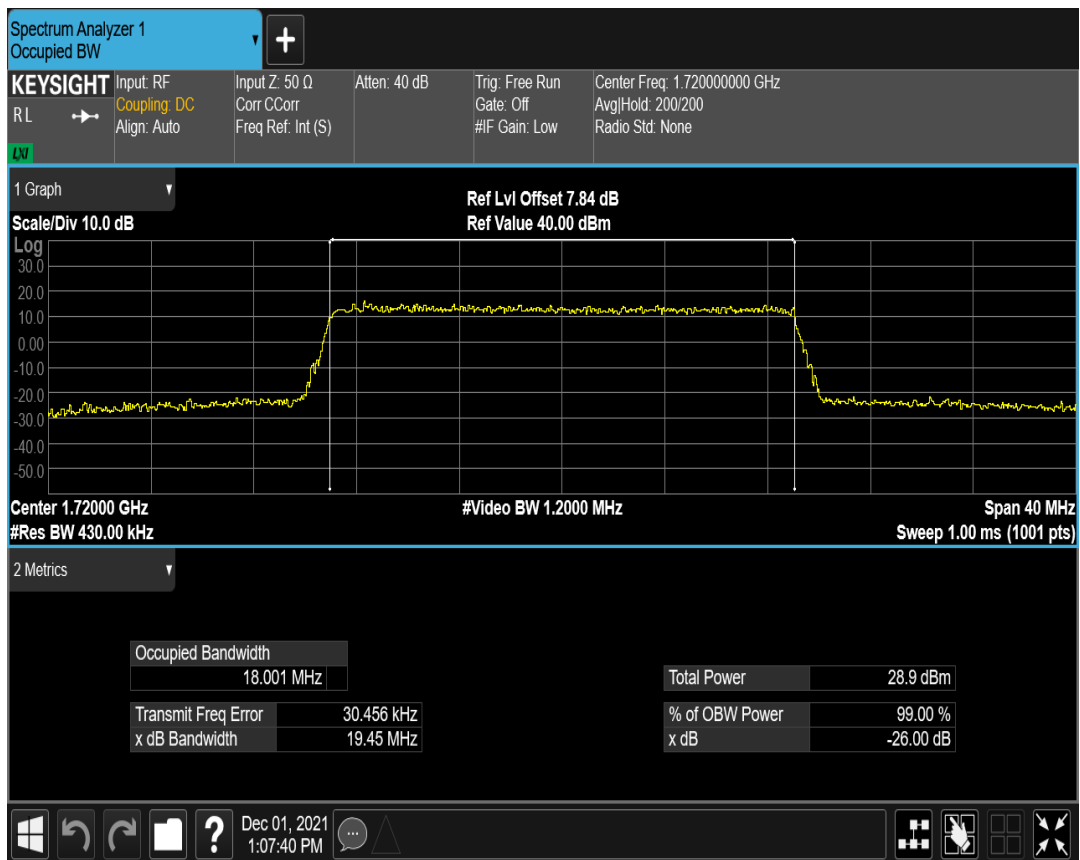 Spectrum Analyzer 1
Occupied BW
+
KEYSIGHT Input: RF Input Z: 50 Ω Atten: 40 dB Trig: Free Run Center Freq: 1.720000000 GHz
RL Coupling: DC Corr CCorr Gate: Off Avg|Hold: 200/200
Align: Auto Freq Ref: Int (S) #IF Gain: Low Radio Std: None
LXI
1 Graph
Ref Lvl Offset 7.84 dB
Scale/Div 10.0 dB Ref Value 40.00 dBm
Log
30.0
20.0
10.0
0.00
-10.0
-20.0
-30.0
-40.0
-50.0
Center 1.72000 GHz #Video BW 1.2000 MHz Span 40 MHz
#Res BW 430.00 kHz Sweep 1.00 ms (1001 pts)
2 Metrics
Occupied Bandwidth
18.001 MHz Total Power 28.9 dBm
Transmit Freq Error 30.456 kHz % of OBW Power 99.00 %
x dB Bandwidth 19.45 MHz x dB -26.00 dB
? Dec 01, 2021
1:07:40 PM